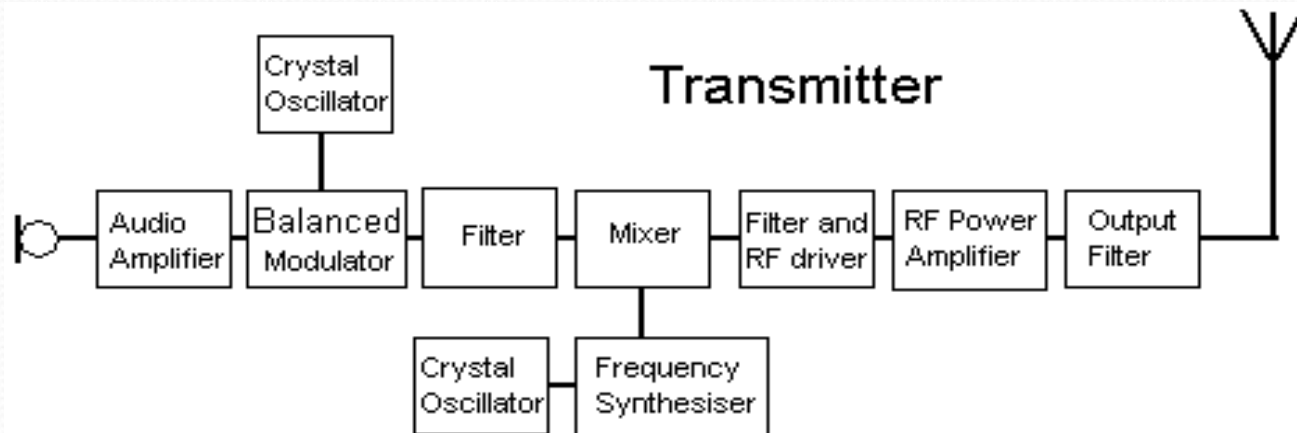 Transmitter
Crystal
Oscillator
Audio
Amplifier
Balanced
Modulator
Filter
Mixer
Filter and
RF driver
RF Power
Amplifier
Output
Filter
Crystal
Oscillator
Frequency
Synthesiser